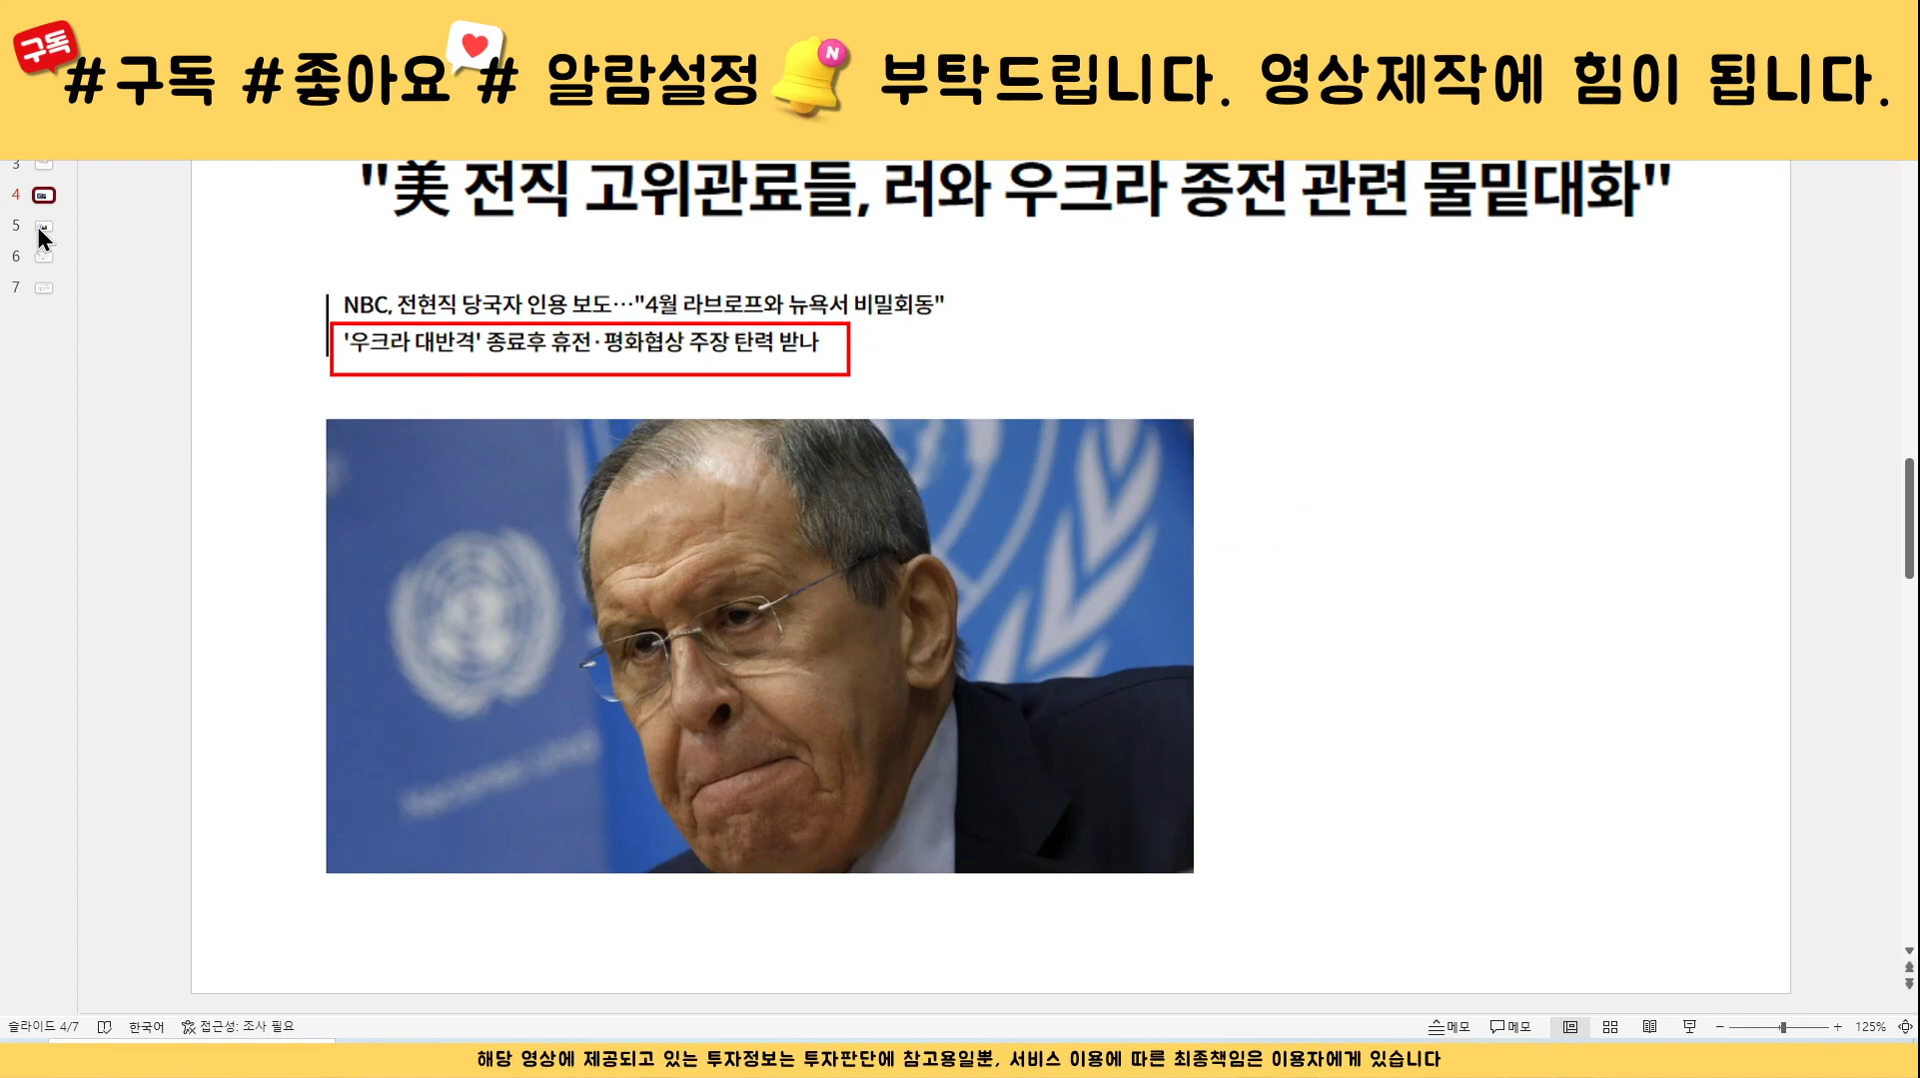 구독
#구독 #좋아요 # 알람설정 N 부탁드립니다. 영상제작에 힘이 됩니다.
3
4
5
6
7
"美 전직 고위관료들, 러와 우크라 종전 관련 물밑대화"
NBC, 전현직 당국자 인용 보도…"4월 라브로프와 뉴욕서 비밀회동"
'우크라 대반격' 종료후 휴전·평화협상 주장 탄력 받나
슬라이드 4/7 한국어 접근성: 조사 필요 메모 메모 125%
해당 영상에 제공되고 있는 투자정보는 투자판단에 참고용일뿐, 서비스 이용에 따른 최종책임은 이용자에게 있습니다